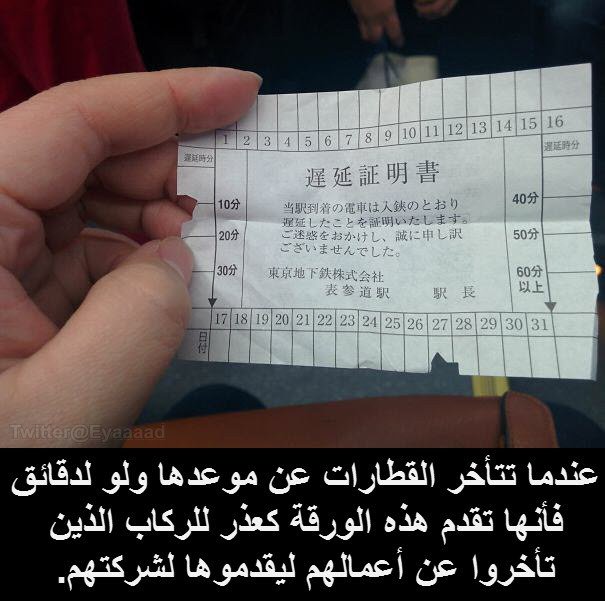 1 2 3 4 5 6 7 8 9 10 11 12 13 14 15 16
遅延時分
遅延時分
遅延証明書
10分
20分
30分
当駅到着の電車は入鋏のとおり
遅延したことを証明いたします。
ご迷惑をおかけし、誠に申し訳
ございませんでした。
東京地下鉄株式会社
表参道駅 駅長
40分
50分
60分
以上
日付
17 18 19 20 21 22 23 24 25 26 27 28 29 30 31
Twitter@Eyaaaad
عندما تتأخر القطارات عن موعدها ولو لدقائق
فأنها تقدم هذه الورقة كعذر للركاب الذين
تأخروا عن أعمالهم ليقدموها لشركتهم.